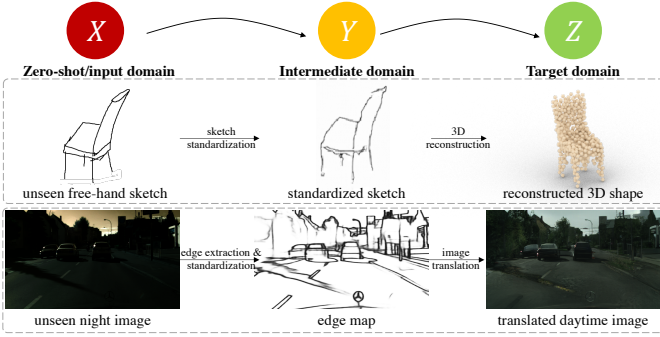 X
Y
Z
Zero-shot/input domain
Intermediate domain
Target domain
sketch
standardization
3D
reconstruction
unseen free-hand sketch
standardized sketch
reconstructed 3D shape
edge extraction &
standardization
image
translation
unseen night image
edge map
translated daytime image